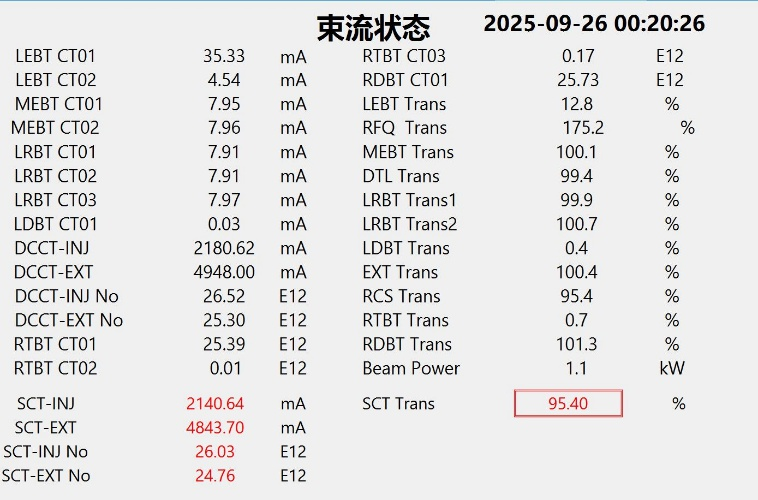 束流状态 2025-09-26 00:20:26
LEBT CT01 35.33 mA RTBT CT03 0.17 E12
LEBT CT02 4.54 mA RDBT CT01 25.73 E12
MEBT CT01 7.95 mA LEBT Trans 12.8 %
MEBT CT02 7.96 mA RFQ Trans 175.2 %
LRBT CT01 7.91 mA MEBT Trans 100.1 %
LRBT CT02 7.91 mA DTL Trans 99.4 %
LRBT CT03 7.97 mA LRBT Trans1 99.9 %
LDBT CT01 0.03 mA LRBT Trans2 100.7 %
DCCT-INJ 2180.62 mA LDBT Trans 0.4 %
DCCT-EXT 4948.00 mA EXT Trans 100.4 %
DCCT-INJ No 26.52 E12 RCS Trans 95.4 %
DCCT-EXT No 25.30 E12 RTBT Trans 0.7 %
RTBT CT01 25.39 E12 RDBT Trans 101.3 %
RTBT CT02 0.01 E12 Beam Power 1.1 kW
SCT-INJ 2140.64 mA SCT Trans 95.40 %
SCT-EXT 4843.70 mA
SCT-INJ No 26.03 E12
SCT-EXT No 24.76 E12